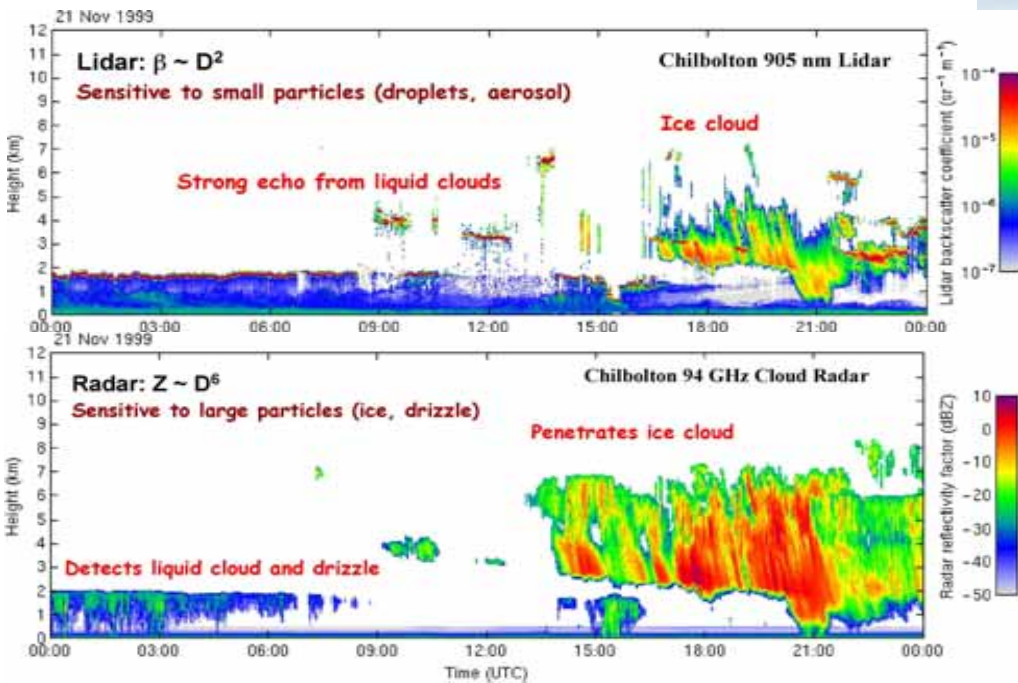 21 Nov 1999
Lidar: β ~ D²
Chilbolton 905 nm Lidar
Sensitive to small particles (droplets, aerosol)
Ice cloud
Strong echo from liquid clouds
Height (km)
12
11
10
9
8
7
6
5
4
3
2
1
0
00:00 03:00 06:00 09:00 12:00 15:00 18:00 21:00 00:00
Lidar backscatter coefficient (sr⁻¹ m⁻¹)
10⁻⁴
10⁻⁵
10⁻⁶
10⁻⁷
21 Nov 1999
Radar: Z ~ D⁶
Chilbolton 94 GHz Cloud Radar
Sensitive to large particles (ice, drizzle)
Penetrates ice cloud
Detects liquid cloud and drizzle
Height (km)
12
11
10
9
8
7
6
5
4
3
2
1
0
00:00 03:00 06:00 09:00 12:00 15:00 18:00 21:00 00:00
Time (UTC)
Radar reflectivity factor (dBZ)
10
0
-10
-20
-30
-40
-50